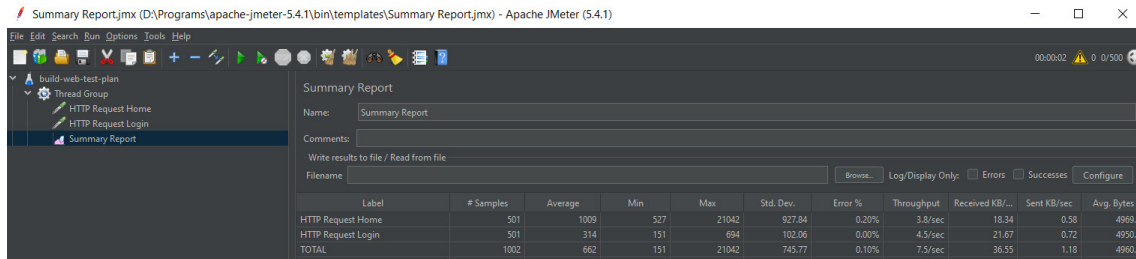 Summary Report.jmx (D:\Programs\apache-jmeter-5.4.1\bin\templates\Summary Report.jmx) - Apache JMeter (5.4.1)
File Edit Search Run Options Tools Help
00:00:02 0 0/500
build-web-test-plan
Thread Group
HTTP Request Home
HTTP Request Login
Summary Report
Summary Report
Name: Summary Report
Comments:
Write results to file / Read from file
Filename Browse... Log/Display Only: Errors Successes Configure
Label # Samples Average Min Max Std. Dev. Error % Throughput Received KB/... Sent KB/sec Avg. Bytes
HTTP Request Home 501 1009 527 21042 927.84 0.20% 3.8/sec 18.34 0.58 4969.
HTTP Request Login 501 314 151 694 102.06 0.00% 4.5/sec 21.67 0.72 4950.
TOTAL 1002 662 151 21042 745.77 0.10% 7.5/sec 36.55 1.18 4960.